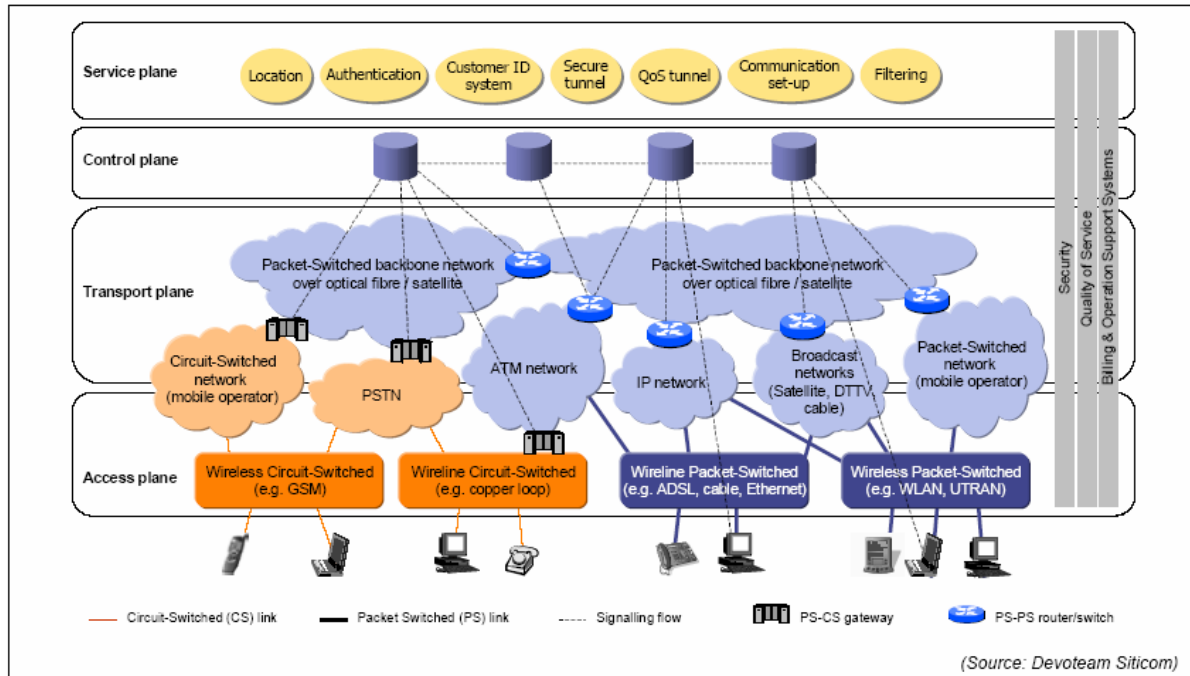 Service plane
Location
Authentication
Customer ID
system
Secure
tunnel
QoS tunnel
Communication
set-up
Filtering
Control plane
Transport plane
Packet-Switched backbone network
over optical fibre / satellite
Packet-Switched backbone network
over optical fibre / satellite
Circuit-Switched
network
(mobile operator)
PSTN
ATM network
IP network
Broadcast
networks
(Satellite, DTTV,
cable)
Packet-Switched
network
(mobile operator)
Access plane
Wireless Circuit-Switched
(e.g. GSM)
Wireline Circuit-Switched
(e.g. copper loop)
Wireline Packet-Switched
(e.g. ADSL, cable, Ethernet)
Wireless Packet-Switched
(e.g. WLAN, UTRAN)
Security
Quality of Service
Billing & Operation Support Systems
Circuit-Switched (CS) link
Packet Switched (PS) link
Signalling flow
PS-CS gateway
PS-PS router/switch
(Source: Devoteam Siticom)